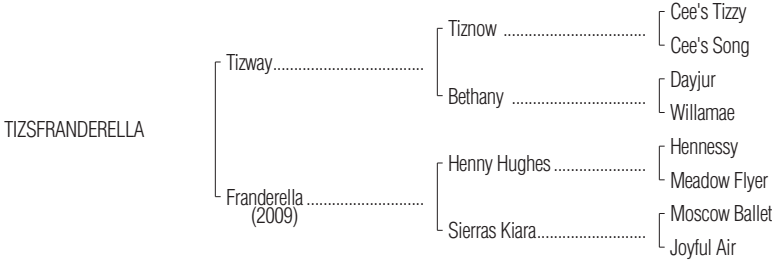 Cee's Tizzy
Tiznow
Cee's Song
Tizway
Dayjur
Bethany
Willamae
TIZSFRANDERELLA
Hennessy
Henny Hughes
Meadow Flyer
Franderella
(2009)
Moscow Ballet
Sierras Kiara
Joyful Air